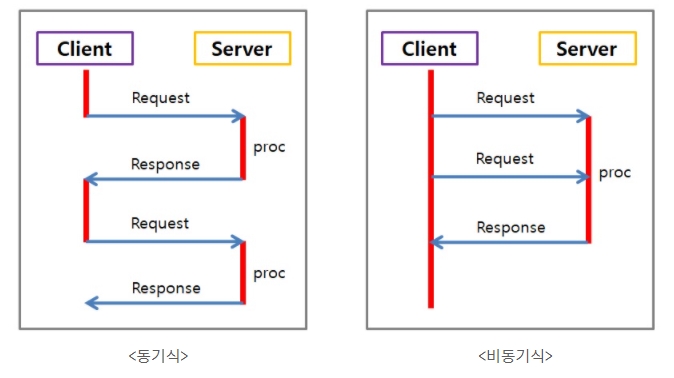 Client
Server
Request
proc
Response
Request
proc
Response
<동기식>
Client
Server
Request
Request
proc
Response
<비동기식>